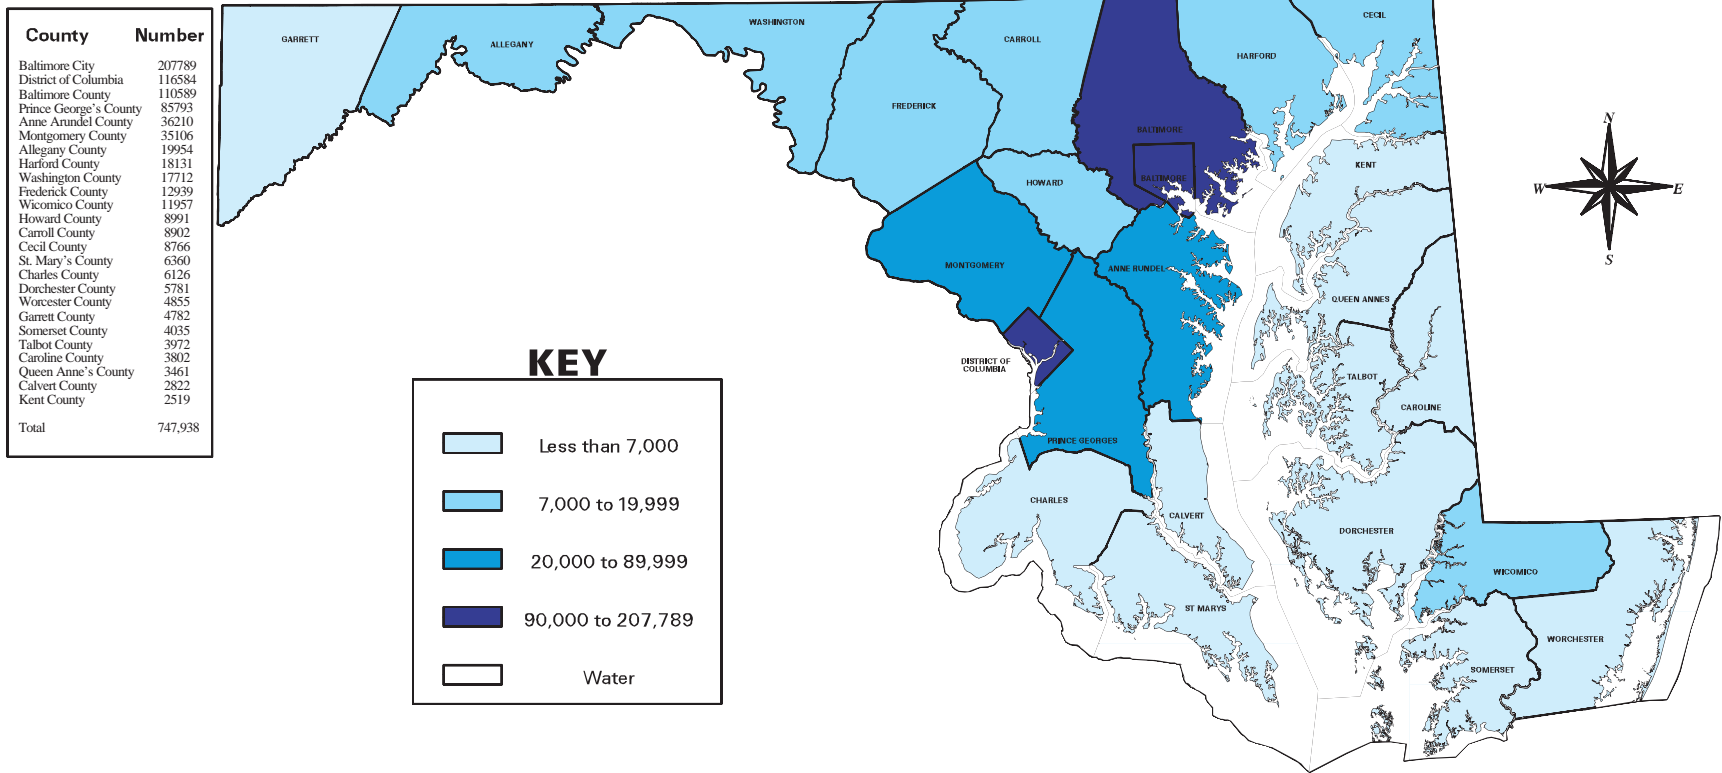 County Number
Baltimore City 207789
District of Columbia 116584
Baltimore County 110589
Prince George's County 85793
Anne Arundel County 36210
Montgomery County 35106
Allegany County 19954
Harford County 18131
Washington County 17712
Frederick County 12939
Wicomico County 11957
Howard County 8991
Carroll County 8902
Cecil County 8766
St. Mary's County 6360
Charles County 6126
Dorchester County 5781
Worcester County 4855
Garrett County 4782
Somerset County 4035
Talbot County 3972
Caroline County 3802
Queen Anne's County 3461
Calvert County 2822
Kent County 2519
Total 747,938
GARRETT
ALLEGANY
WASHINGTON
FREDERICK
CARROLL
HARFORD
CECIL
BALTIMORE
BALTIMORE
HOWARD
KENT
MONTGOMERY
ANNE RUNDEL
QUEEN ANNES
DISTRICT OF
COLUMBIA
TALBOT
CAROLINE
PRINCE GEORGES
CHARLES
CALVERT
DORCHESTER
WICOMICO
ST MARYS
WORCHESTER
SOMERSET
N
W
E
S
KEY
Less than 7,000
7,000 to 19,999
20,000 to 89,999
90,000 to 207,789
Water